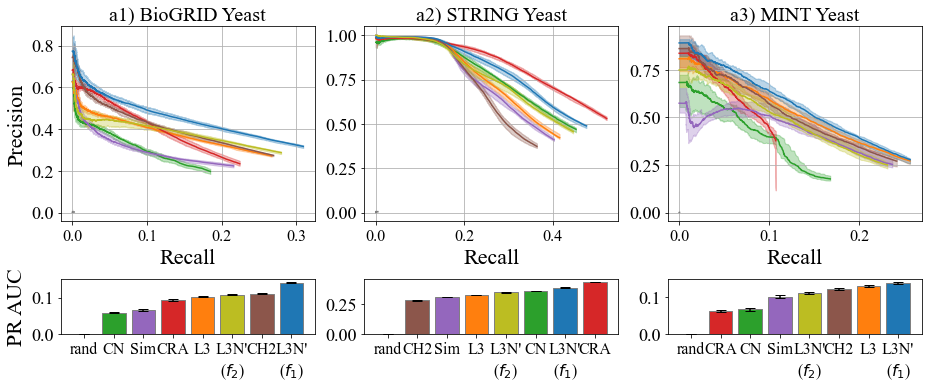 a1) BioGRID Yeast a2) STRING Yeast a3) MINT Yeast
Precision
0.8
0.6
0.4
0.2
0.0
0.0 0.1 0.2 0.3
Recall
1.00
0.75
0.50
0.25
0.00
0.0 0.2 0.4
Recall
0.75
0.50
0.25
0.00
0.0 0.1 0.2
Recall
PR AUC
0.1
0.0
rand CN Sim CRA L3 L3N' CH2 L3N'
(f₂) (f₁)
0.25
0.00
rand CH2 Sim L3 L3N' CN L3N' CRA
(f₂) (f₁)
0.1
0.0
rand CRA CN Sim L3N' CH2 L3 L3N'
(f₂) (f₁)